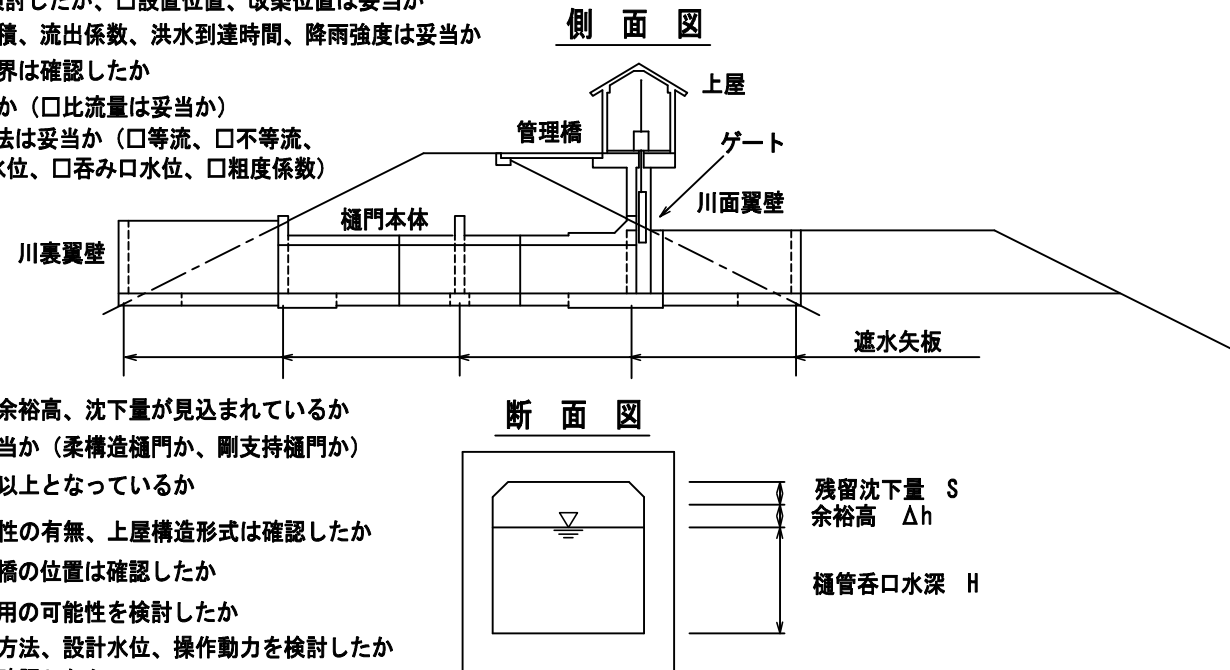 討したか、□設置位置、改築位置は妥当か
積、流出係数、洪水到達時間、降雨強度は妥当か
界は確認したか
か（□比流量は妥当か）
法は妥当か（□等流、□不等流、
水位、□呑み口水位、□粗度係数）
側 面 図
上屋
管理橋
ゲート
川面翼壁
樋門本体
川裏翼壁
遮水矢板
余裕高、沈下量が見込まれているか
当か（柔構造樋門か、剛支持樋門か）
以上となっているか
性の有無、上屋構造形式は確認したか
橋の位置は確認したか
用の可能性を検討したか
方法、設計水位、操作動力を検討したか
断 面 図
残留沈下量 S
余裕高 Δh
樋管呑口水深 H